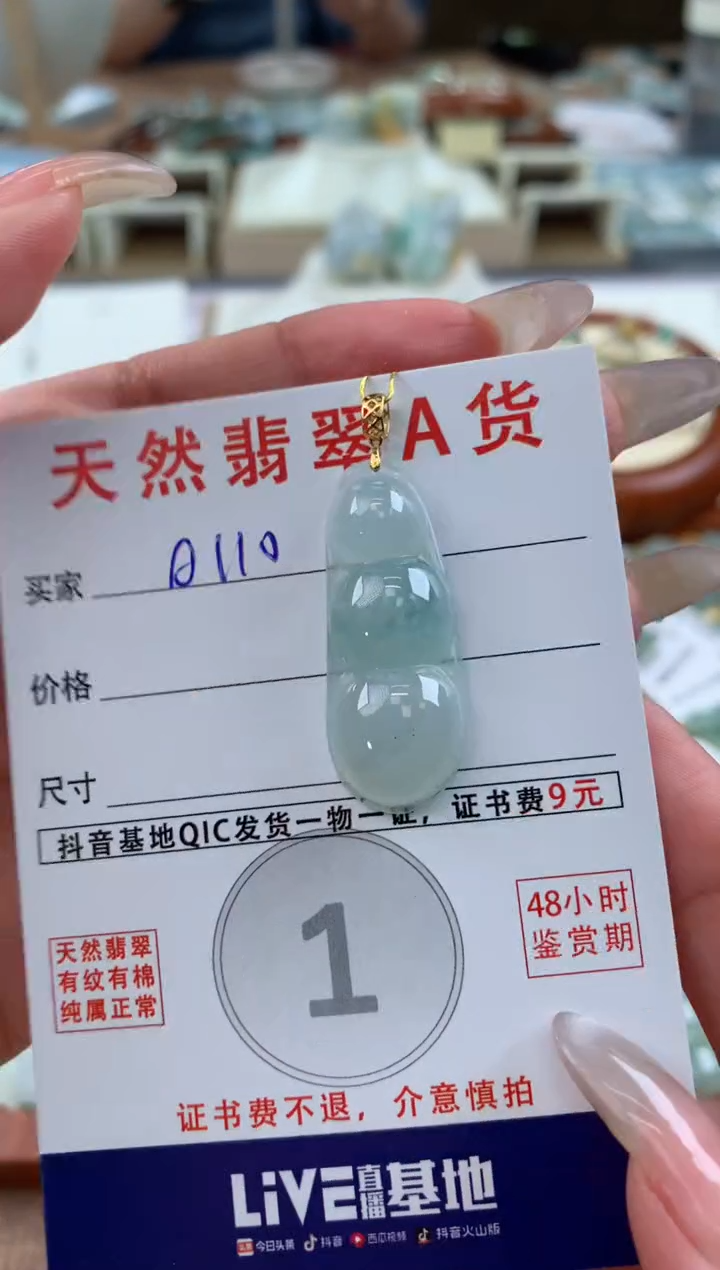 天然翡翠A货
买家 A110
价格
尺寸
抖音基地QIC发货一物一证，证书费9元
48小时
鉴赏期
天然翡翠
有纹有棉
纯属正常
1
证书费不退，介意慎拍
LiVE直播基地
今日头条 抖音 西瓜视频 抖音火山版